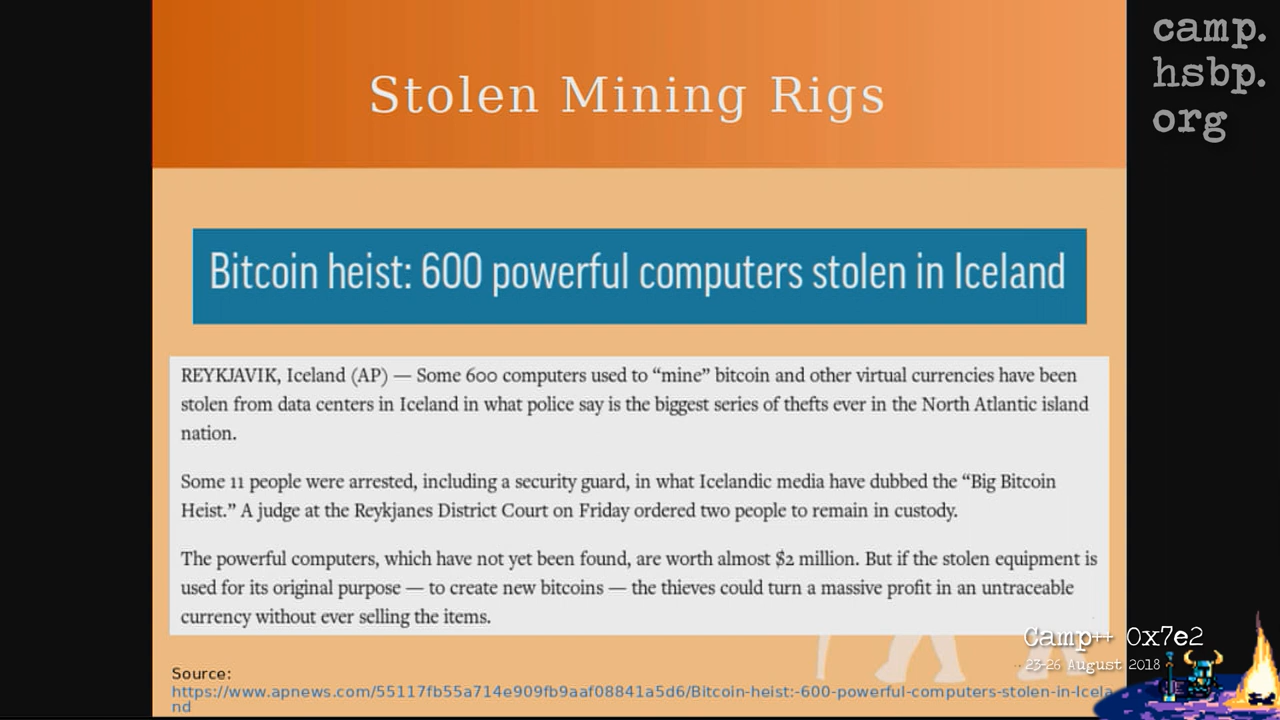 Stolen Mining Rigs
camp.
hsbp.
org
Bitcoin heist: 600 powerful computers stolen in Iceland
REYKJAVIK, Iceland (AP) — Some 600 computers used to “mine” bitcoin and other virtual currencies have been
stolen from data centers in Iceland in what police say is the biggest series of thefts ever in the North Atlantic island
nation.
Some 11 people were arrested, including a security guard, in what Icelandic media have dubbed the “Big Bitcoin
Heist.” A judge at the Reykjanes District Court on Friday ordered two people to remain in custody.
The powerful computers, which have not yet been found, are worth almost $2 million. But if the stolen equipment is
used for its original purpose — to create new bitcoins — the thieves could turn a massive profit in an untraceable
currency without ever selling the items.
Camp++ 0x7e2
23-26 August 2018
Source:
https://www.apnews.com/55117fb55a714e909fb9aaf08841a5d6/Bitcoin-heist:-600-powerful-computers-stolen-in-Icela
nd